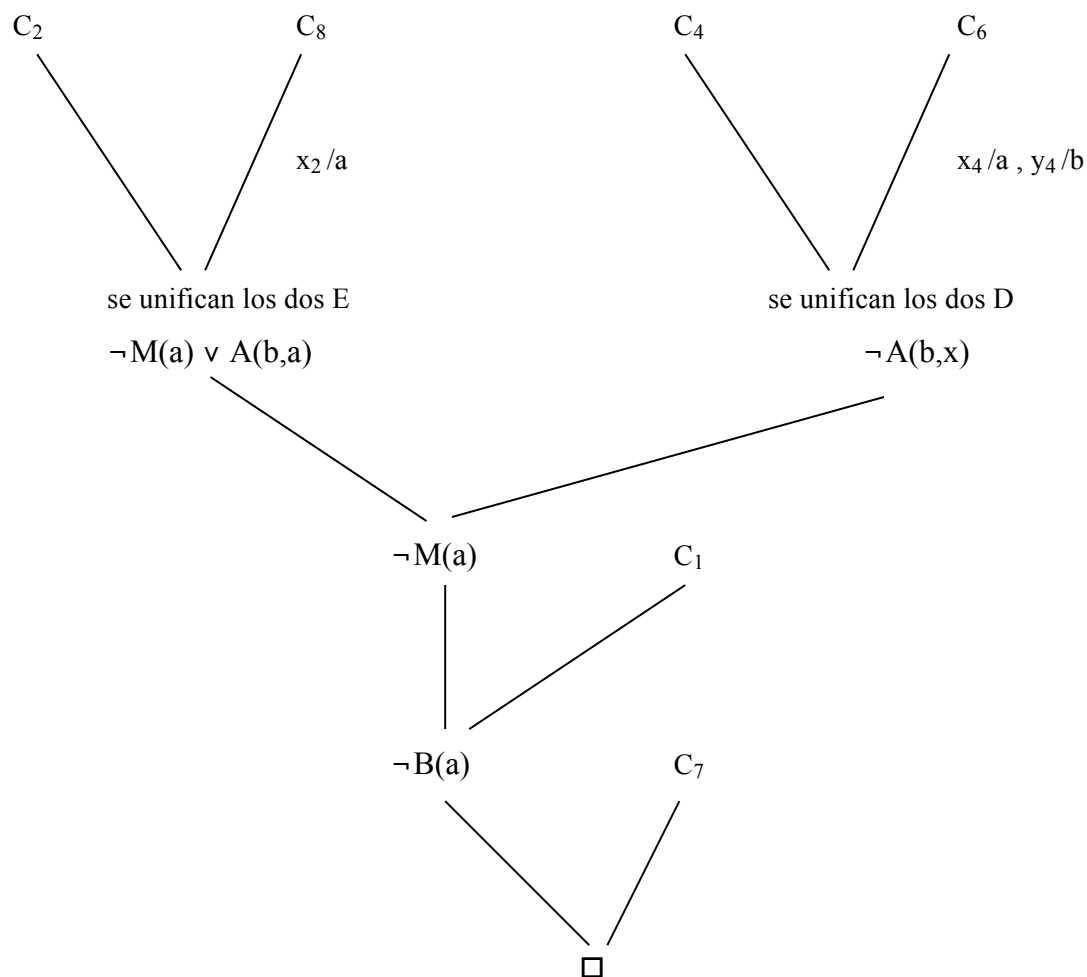 C₂ C₈ C₄ C₆
x₂ /a x₄ /a , y₄ /b
se unifican los dos E se unifican los dos D
¬M(a) ∨ A(b,a) ¬A(b,x)
¬M(a) C₁
¬B(a) C₇
□